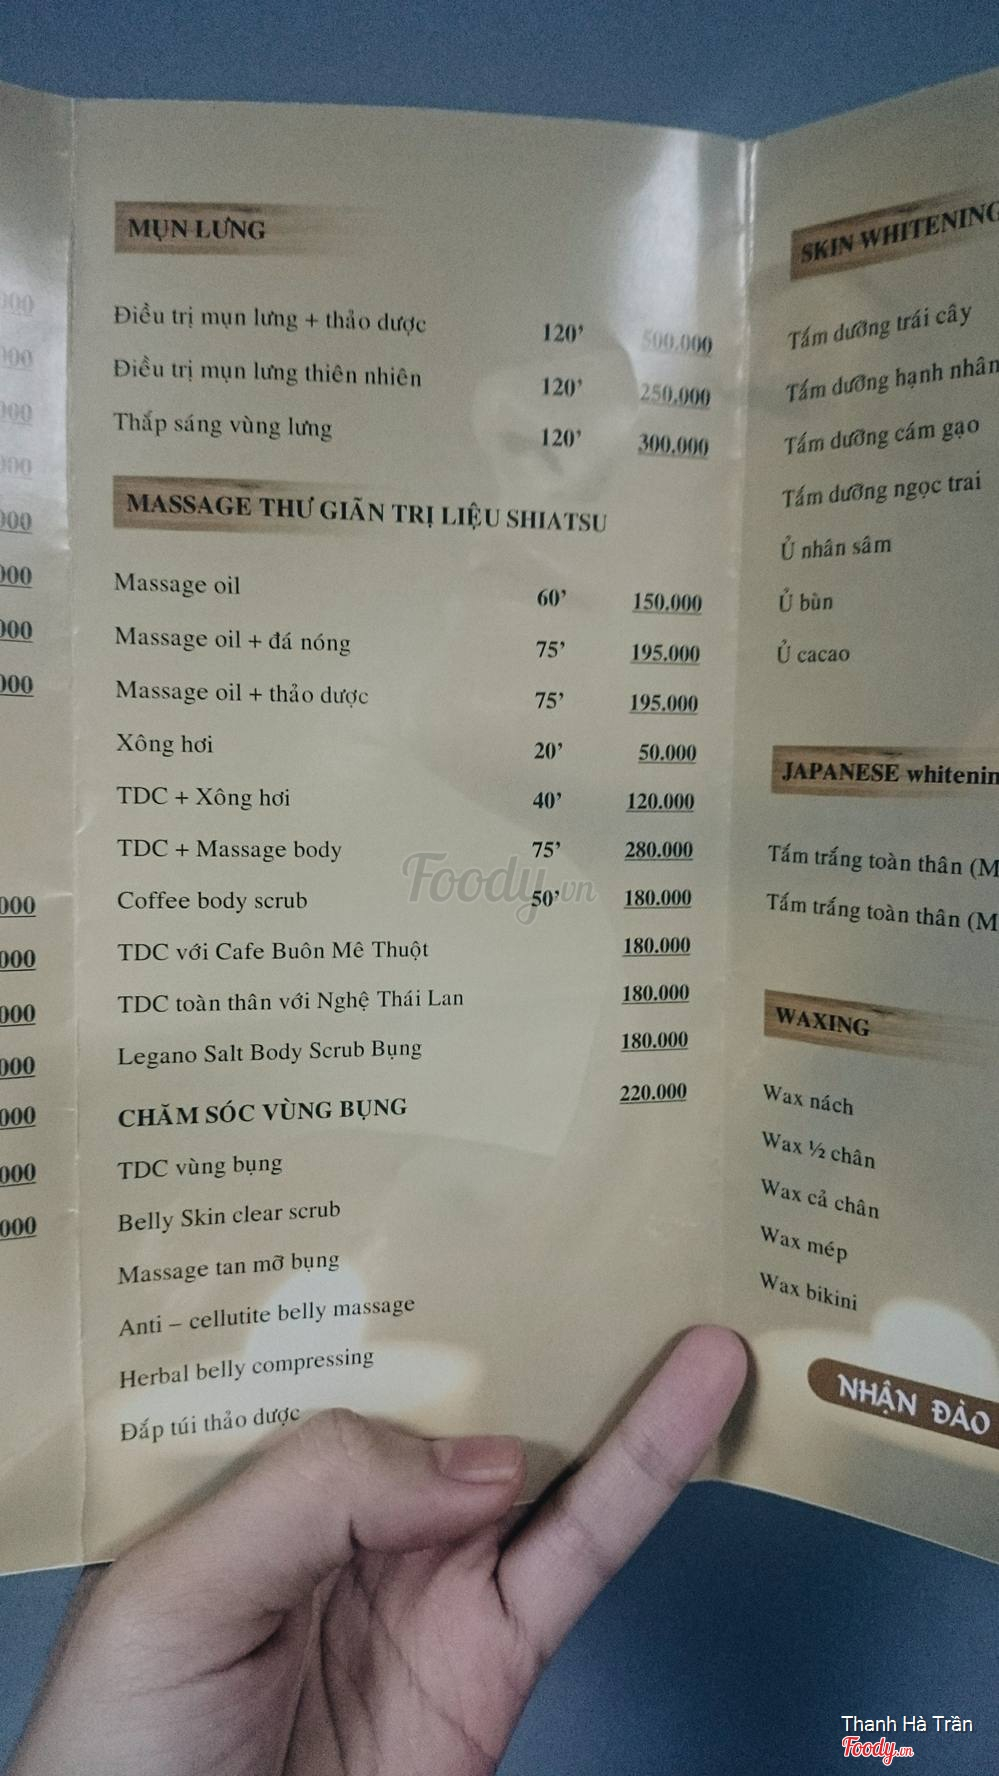 MỤN LƯNG
Điều trị mụn lưng + thảo dược 120’ 500.000
Điều trị mụn lưng thiên nhiên 120’ 250.000
Thắp sáng vùng lưng 120’ 300.000
MASSAGE THƯ GIÃN TRỊ LIỆU SHIATSU
Massage oil 60’ 150.000
Massage oil + đá nóng 75’ 195.000
Massage oil + thảo dược 75’ 195.000
Xông hơi 20’ 50.000
TDC + Xông hơi 40’ 120.000
TDC + Massage body 75’ 280.000
Coffee body scrub 50’ 180.000
TDC với Cafe Buôn Mê Thuột 180.000
TDC toàn thân với Nghệ Thái Lan 180.000
Legano Salt Body Scrub Bụng 180.000
CHĂM SÓC VÙNG BỤNG 220.000
TDC vùng bụng
Belly Skin clear scrub
Massage tan mỡ bụng
Anti – cellutite belly massage
Herbal belly compressing
Đắp túi thảo dược
SKIN WHITENING
Tắm dưỡng trái cây
Tắm dưỡng hạnh nhân
Tắm dưỡng cám gạo
Tắm dưỡng ngọc trai
Ủ nhân sâm
Ủ bùn
Ủ cacao
JAPANESE whitenin
Tắm trắng toàn thân (M
Tắm trắng toàn thân (M
WAXING
Wax nách
Wax ½ chân
Wax cả chân
Wax mép
Wax bikini
NHẬN ĐÀO
Foody.vn
Thanh Hà Trần
Foody.vn